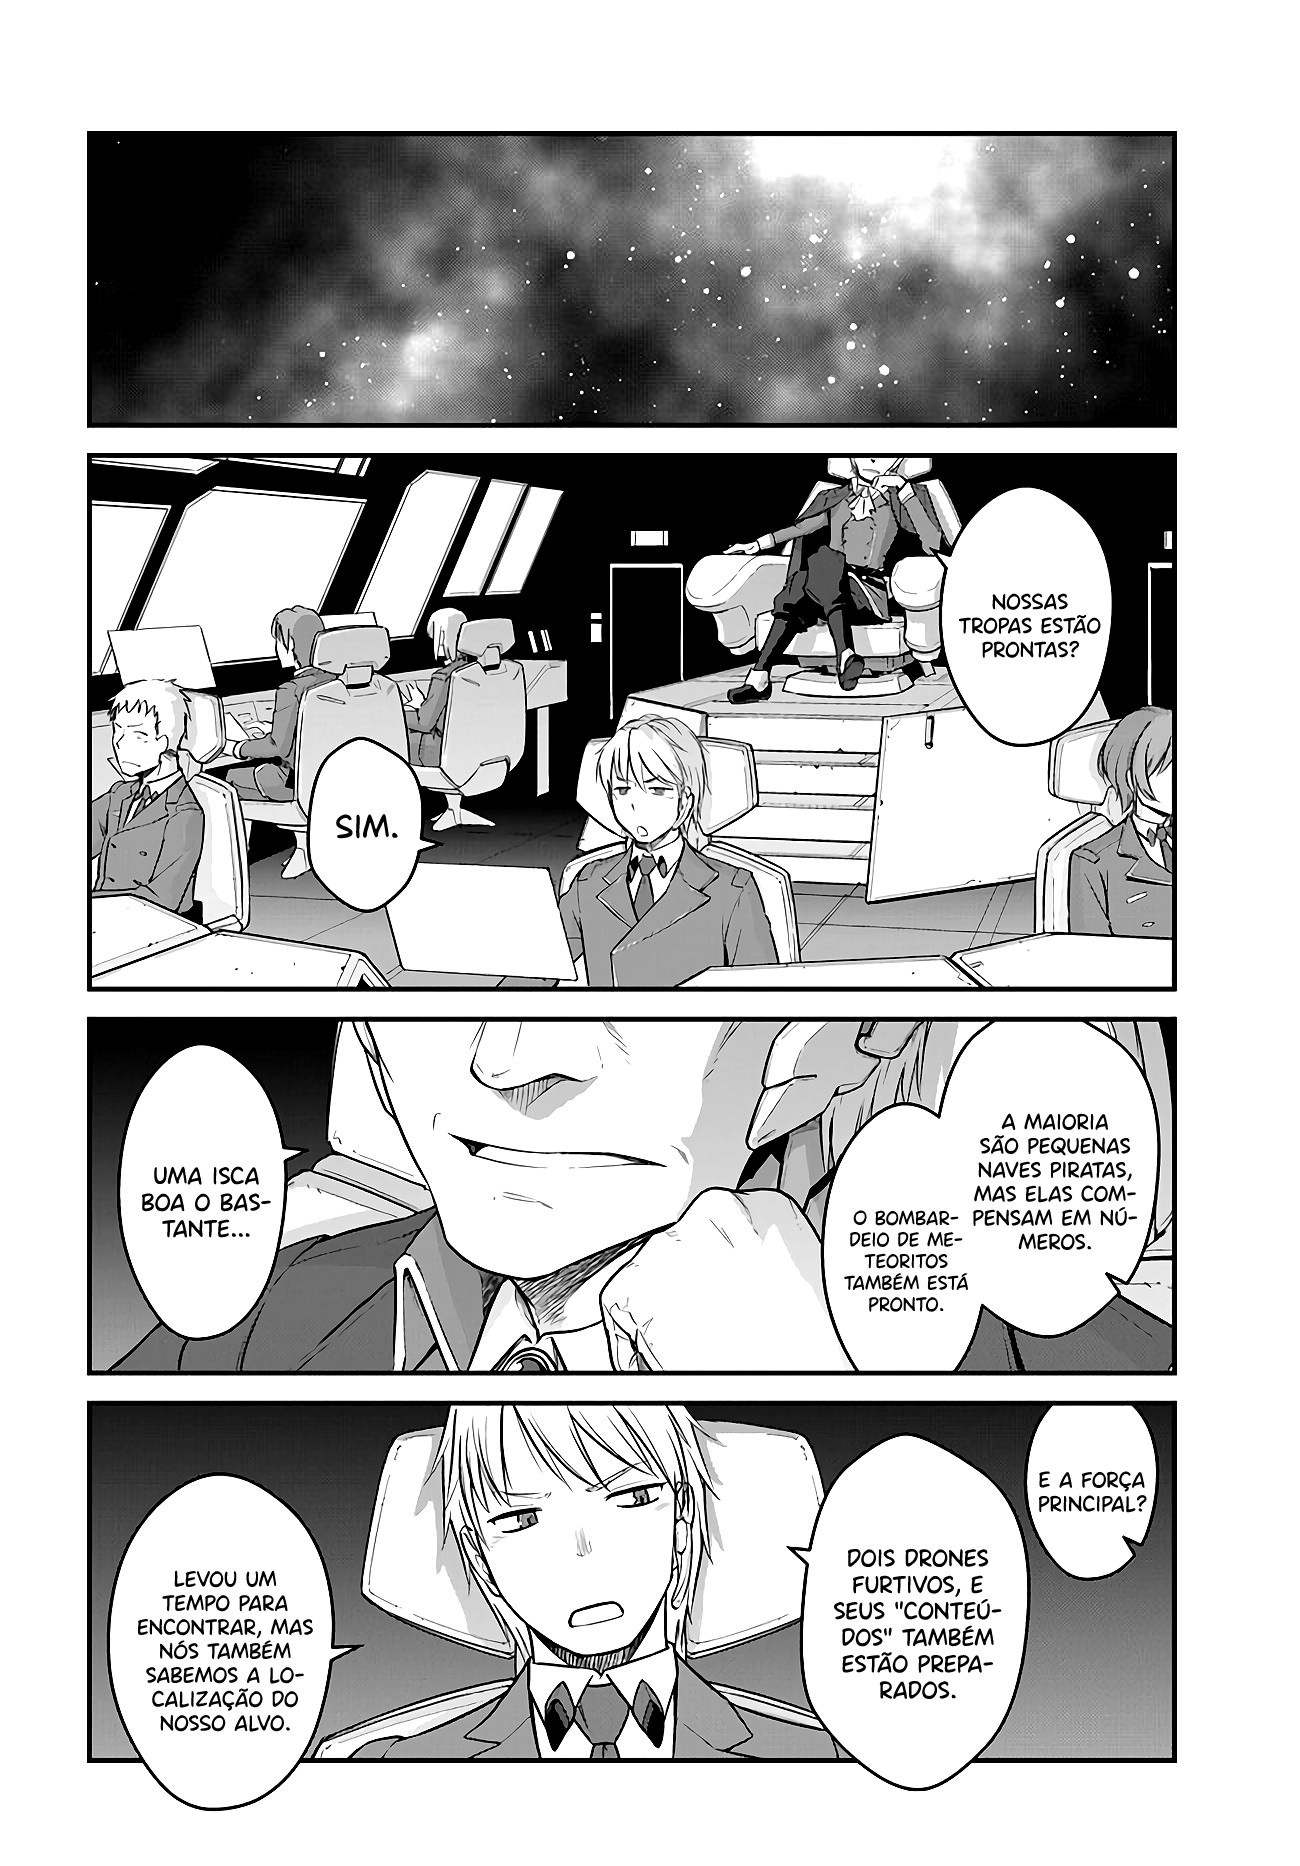 NOSSAS
TROPAS ESTÃO
PRONTAS?
SIM.
A MAIORIA
SÃO PEQUENAS
NAVES PIRATAS,
MAS ELAS COM-
PENSAM EM NÚ-
MEROS.
O BOMBAR-
DEIO DE ME-
TEORITOS
TAMBÉM ESTÁ
PRONTO.
UMA ISCA
BOA O BAS-
TANTE...
E A FORÇA
PRINCIPAL?
DOIS DRONES
FURTIVOS, E
SEUS "CONTEÚ-
DOS" TAMBÉM
ESTÃO PREPA-
RADOS.
LEVOU UM
TEMPO PARA
ENCONTRAR, MAS
NÓS TAMBÉM
SABEMOS A LO-
CALIZAÇÃO DO
NOSSO ALVO.